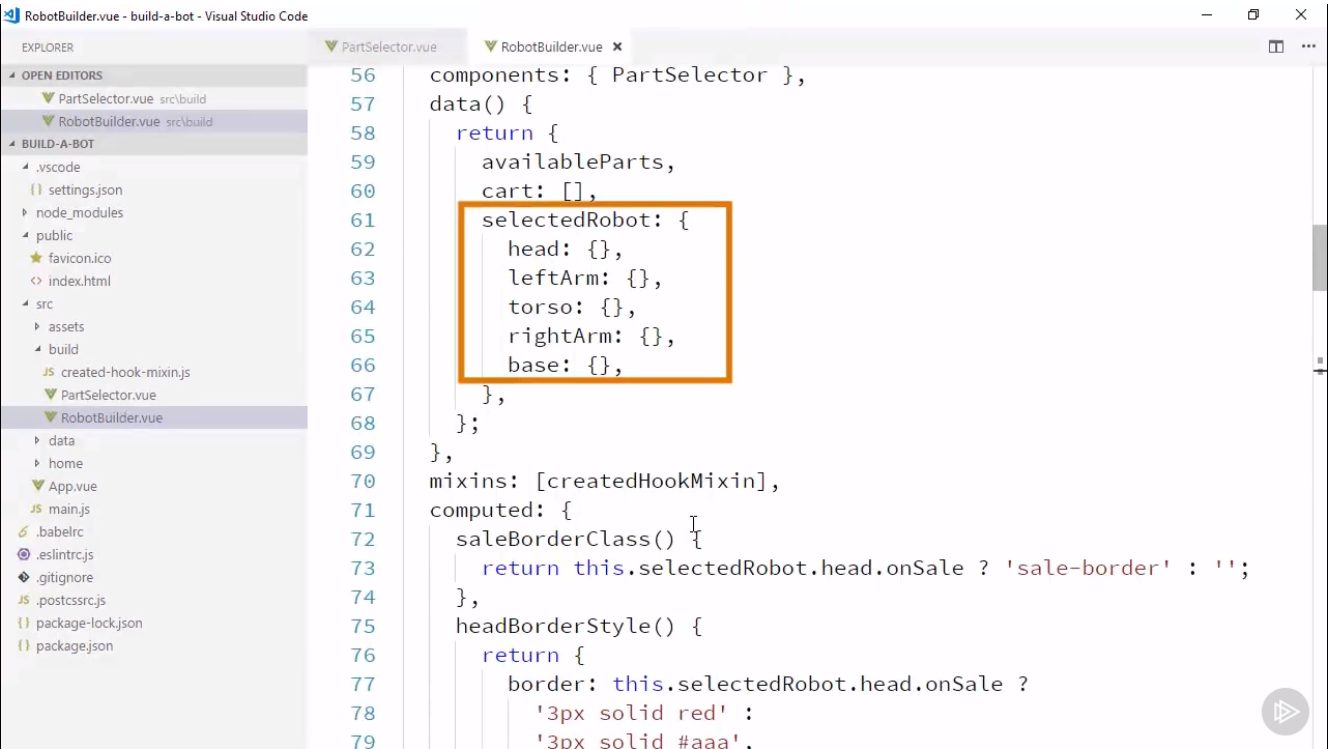 RobotBuilder.vue - build-a-bot - Visual Studio Code
EXPLORER
OPEN EDITORS
PartSelector.vue src\build
RobotBuilder.vue src\build
BUILD-A-BOT
.vscode
{} settings.json
node_modules
public
favicon.ico
<> index.html
src
assets
build
JS created-hook-mixin.js
PartSelector.vue
RobotBuilder.vue
data
home
App.vue
JS main.js
.babelrc
.eslintrc.js
.gitignore
JS .postcssrc.js
{} package-lock.json
{} package.json
PartSelector.vue RobotBuilder.vue ×
56 components: { PartSelector },
57 data() {
58 return {
59 availableParts,
60 cart: [],
61 selectedRobot: {
62 head: {},
63 leftArm: {},
64 torso: {},
65 rightArm: {},
66 base: {},
67 },
68 };
69 },
70 mixins: [createdHookMixin],
71 computed: {
72 saleBorderClass() {
73 return this.selectedRobot.head.onSale ? 'sale-border' : '';
74 },
75 headBorderStyle() {
76 return {
77 border: this.selectedRobot.head.onSale ?
78 '3px solid red' :
79 '3px solid #aaa',